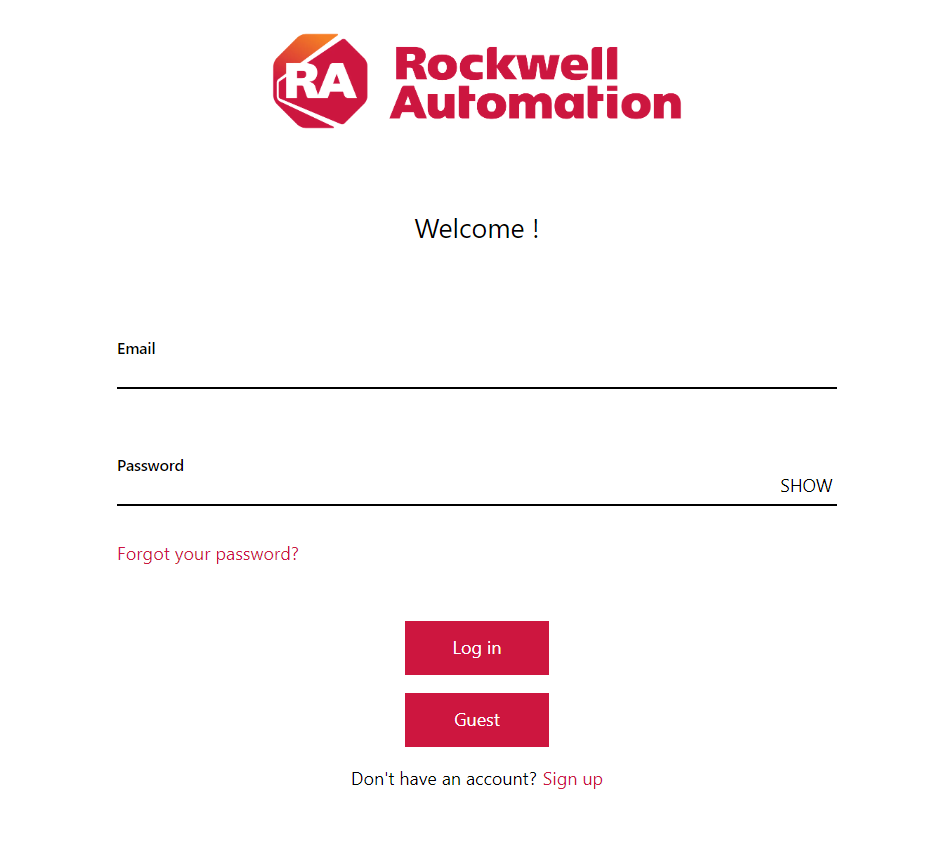 RA
Rockwell
Automation
Welcome !
Email
Password
SHOW
Forgot your password?
Log in
Guest
Don't have an account? Sign up